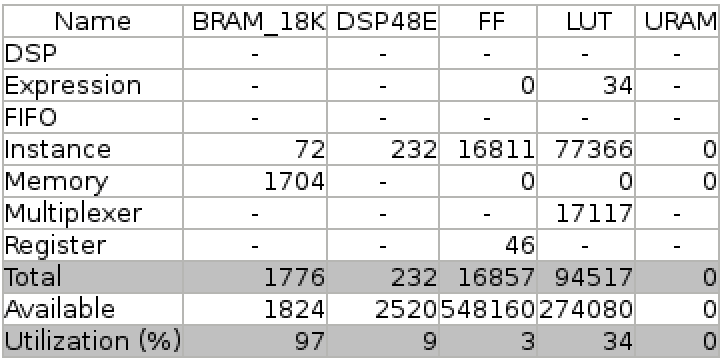 Name BRAM_18K DSP48E FF LUT URAM
DSP - - - - -
Expression - - 0 34 -
FIFO - - - - -
Instance 72 232 16811 77366 0
Memory 1704 - 0 0 0
Multiplexer - - - 17117 -
Register - - 46 - -
Total 1776 232 16857 94517 0
Available 1824 2520 548160 274080 0
Utilization (%) 97 9 3 34 0